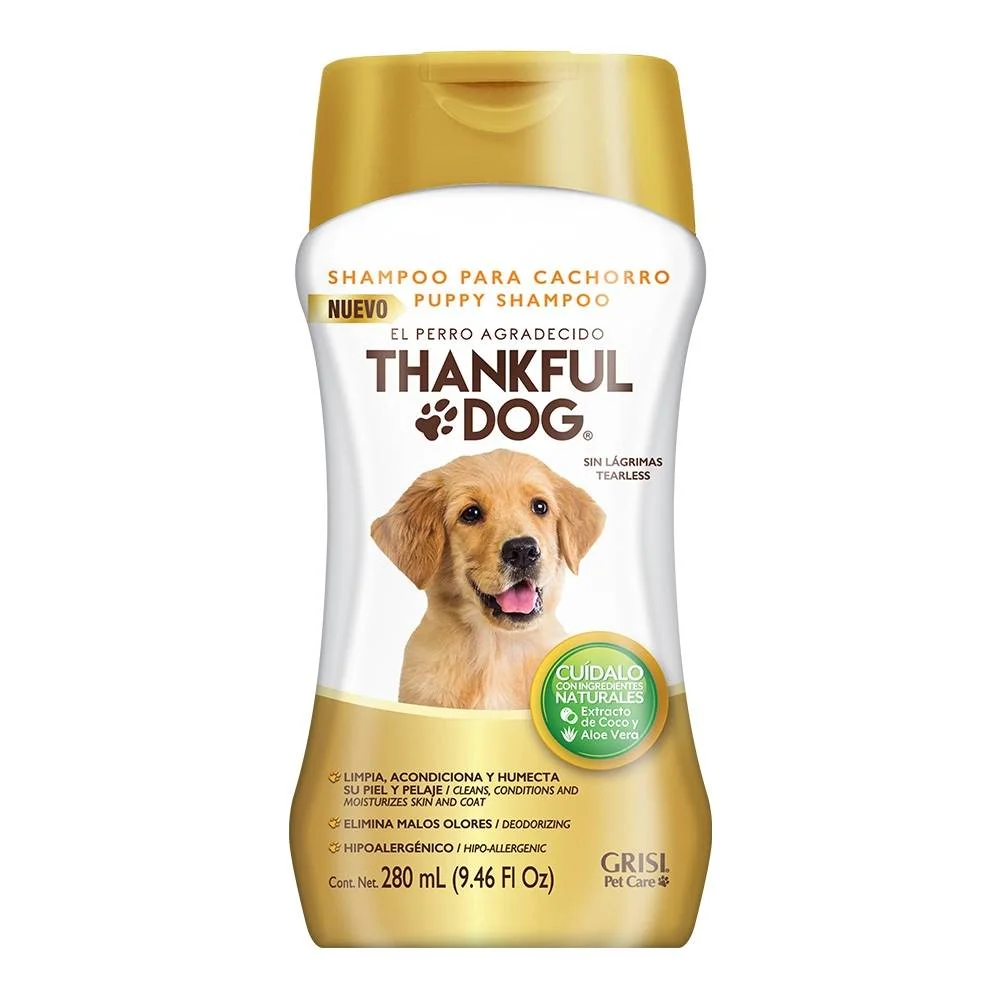 SHAMPOO PARA CACHORRO
PUPPY SHAMPOO
NUEVO
EL PERRO AGRADECIDO
THANKFUL
DOG®
SIN LÁGRIMAS
TEARLESS
CUÍDALO
CON INGREDIENTES
NATURALES
Extracto
de Coco y
Aloe Vera
LIMPIA, ACONDICIONA Y HUMECTA
SU PIEL Y PELAJE / CLEANS, CONDITIONS AND
MOISTURIZES SKIN AND COAT
ELIMINA MALOS OLORES / DEODORIZING
HIPOALERGÉNICO / HIPO-ALLERGENIC
Cont. Net. 280 mL (9.46 Fl Oz)
GRISI®
Pet Care